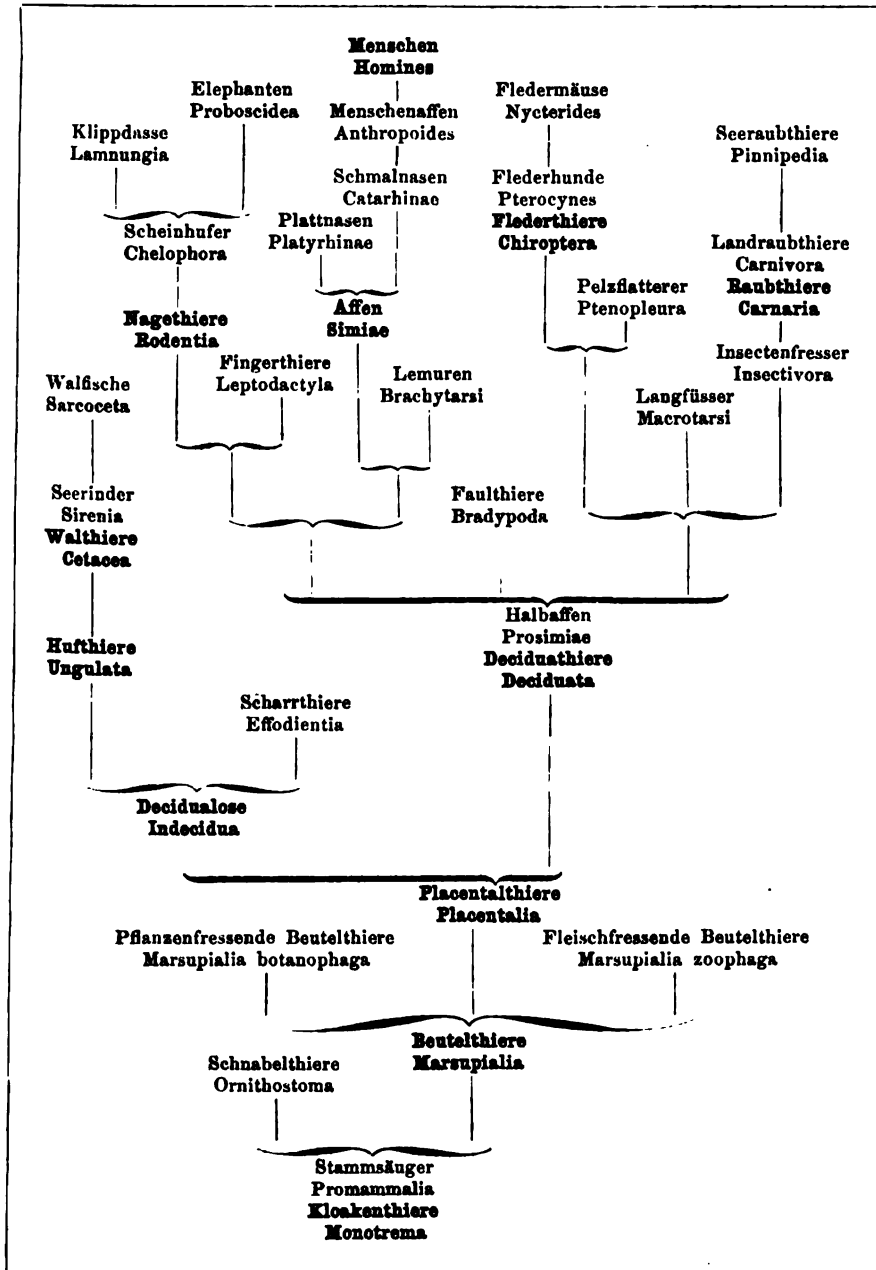 Menschen
Homines
Elephanten
Proboscidea
Menschenaffen
Anthropoides
Fledermäuse
Nycterides
Klippdasse
Lamnungia
Seeraubthiere
Pinnipedia
Schmalnasen
Catarhinae
Flederhunde
Pterocynes
Flederthiere
Chiroptera
Plattnasen
Platyrhinae
Scheinhufer
Chelophora
Landraubthiere
Carnivora
Raubthiere
Carnaria
Pelzflatterer
Ptenopleura
Nagethiere
Rodentia
Affen
Simiae
Fingerthiere
Leptodactyla
Insectenfresser
Insectivora
Walfische
Sarcoceta
Lemuren
Brachytarsi
Langfüsser
Macrotarsi
Seerinder
Sirenia
Walthiere
Cetacea
Faulthiere
Bradypoda
Halbaffen
Prosimiae
Deciduathiere
Deciduata
Hufthiere
Ungulata
Scharrthiere
Effodientia
Decidualose
Indecidua
Placentalthiere
Placentalia
Pflanzenfressende Beutelthiere
Marsupialia botanophaga
Fleischfressende Beutelthiere
Marsupialia zoophaga
Beutelthiere
Marsupialia
Schnabelthiere
Ornithostoma
Stammsäuger
Promammalia
Kloakenthiere
Monotrema